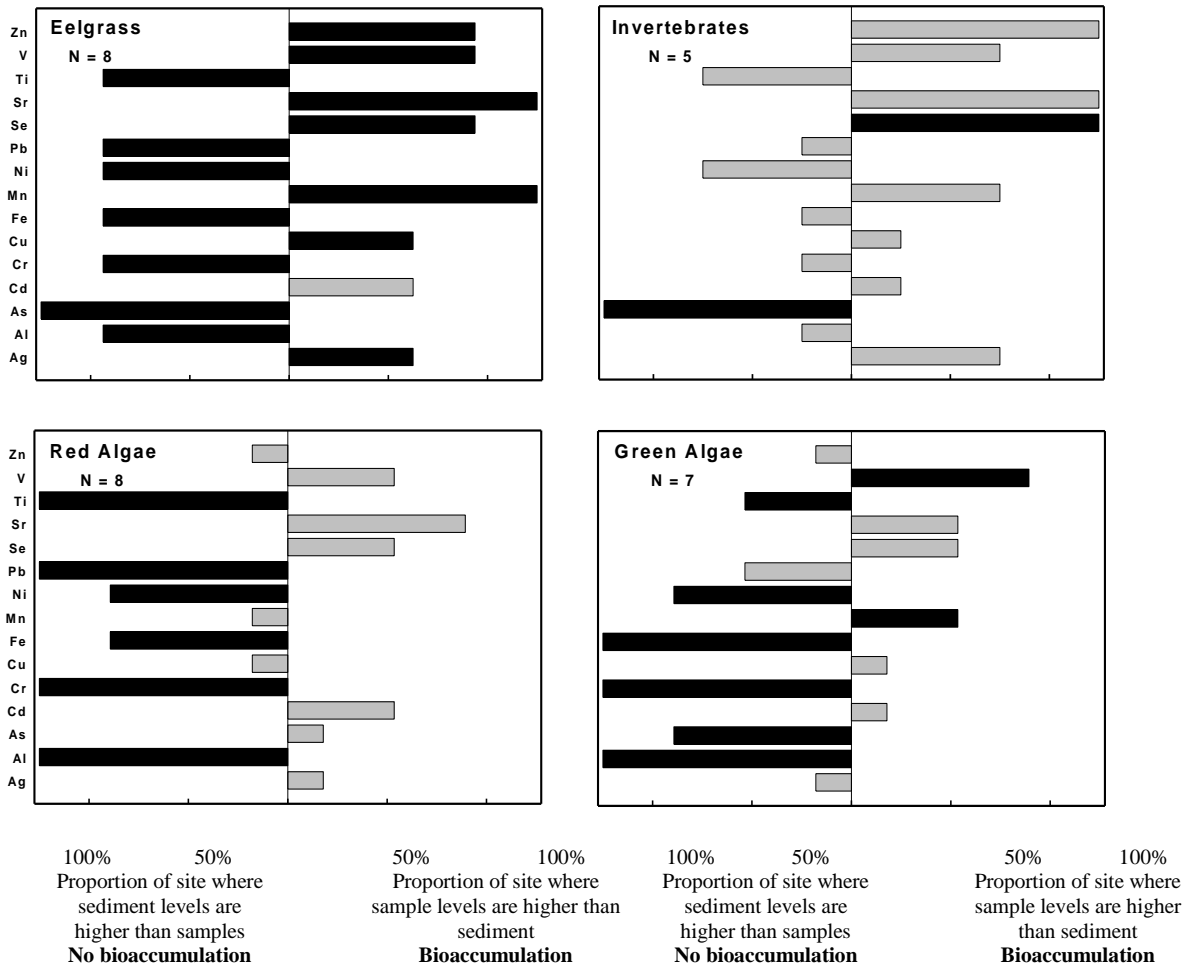 Eelgrass
N = 8
Zn
V
Ti
Sr
Se
Pb
Ni
Mn
Fe
Cu
Cr
Cd
As
Al
Ag
Invertebrates
N = 5
Red Algae
N = 8
Zn
V
Ti
Sr
Se
Pb
Ni
Mn
Fe
Cu
Cr
Cd
As
Al
Ag
Green Algae
N = 7
100% 50% 50% 100% 100% 50% 50% 100%
Proportion of site where
sediment levels are
higher than samples
No bioaccumulation
Proportion of site where
sample levels are higher than
sediment
Bioaccumulation
Proportion of site where
sediment levels are
higher than samples
No bioaccumulation
Proportion of site where
sample levels are higher
than sediment
Bioaccumulation